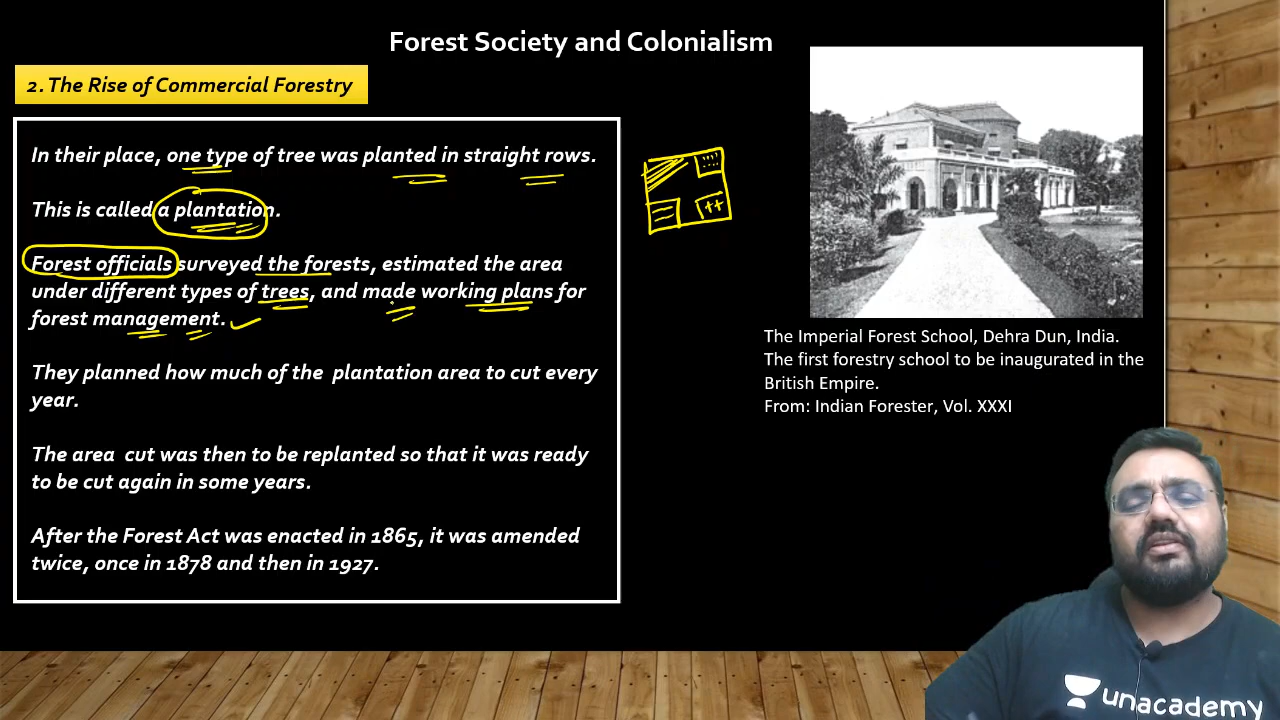 Forest Society and Colonialism
2. The Rise of Commercial Forestry
In their place, one type of tree was planted in straight rows.
This is called a plantation.
Forest officials surveyed the forests, estimated the area
under different types of trees, and made working plans for
forest management.
They planned how much of the plantation area to cut every
year.
The area cut was then to be replanted so that it was ready
to be cut again in some years.
After the Forest Act was enacted in 1865, it was amended
twice, once in 1878 and then in 1927.
The Imperial Forest School, Dehra Dun, India.
The first forestry school to be inaugurated in the
British Empire.
From: Indian Forester, Vol. XXXI
unacademy